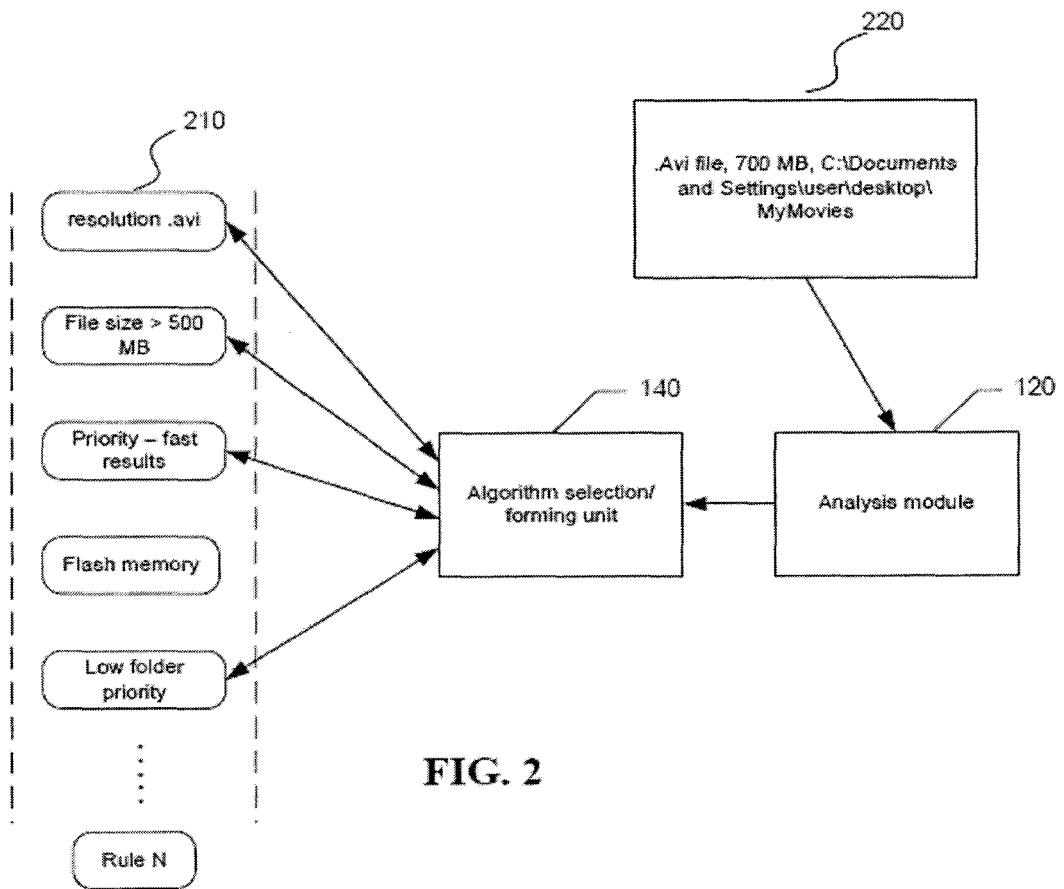 220
210
.Avi file, 700 MB, C:\Documents
and Settings\user\desktop\
MyMovies
resolution .avi
File size > 500
MB
140
120
Priority – fast
results
Algorithm selection/
forming unit
Analysis module
Flash memory
Low folder
priority
FIG. 2
Rule N